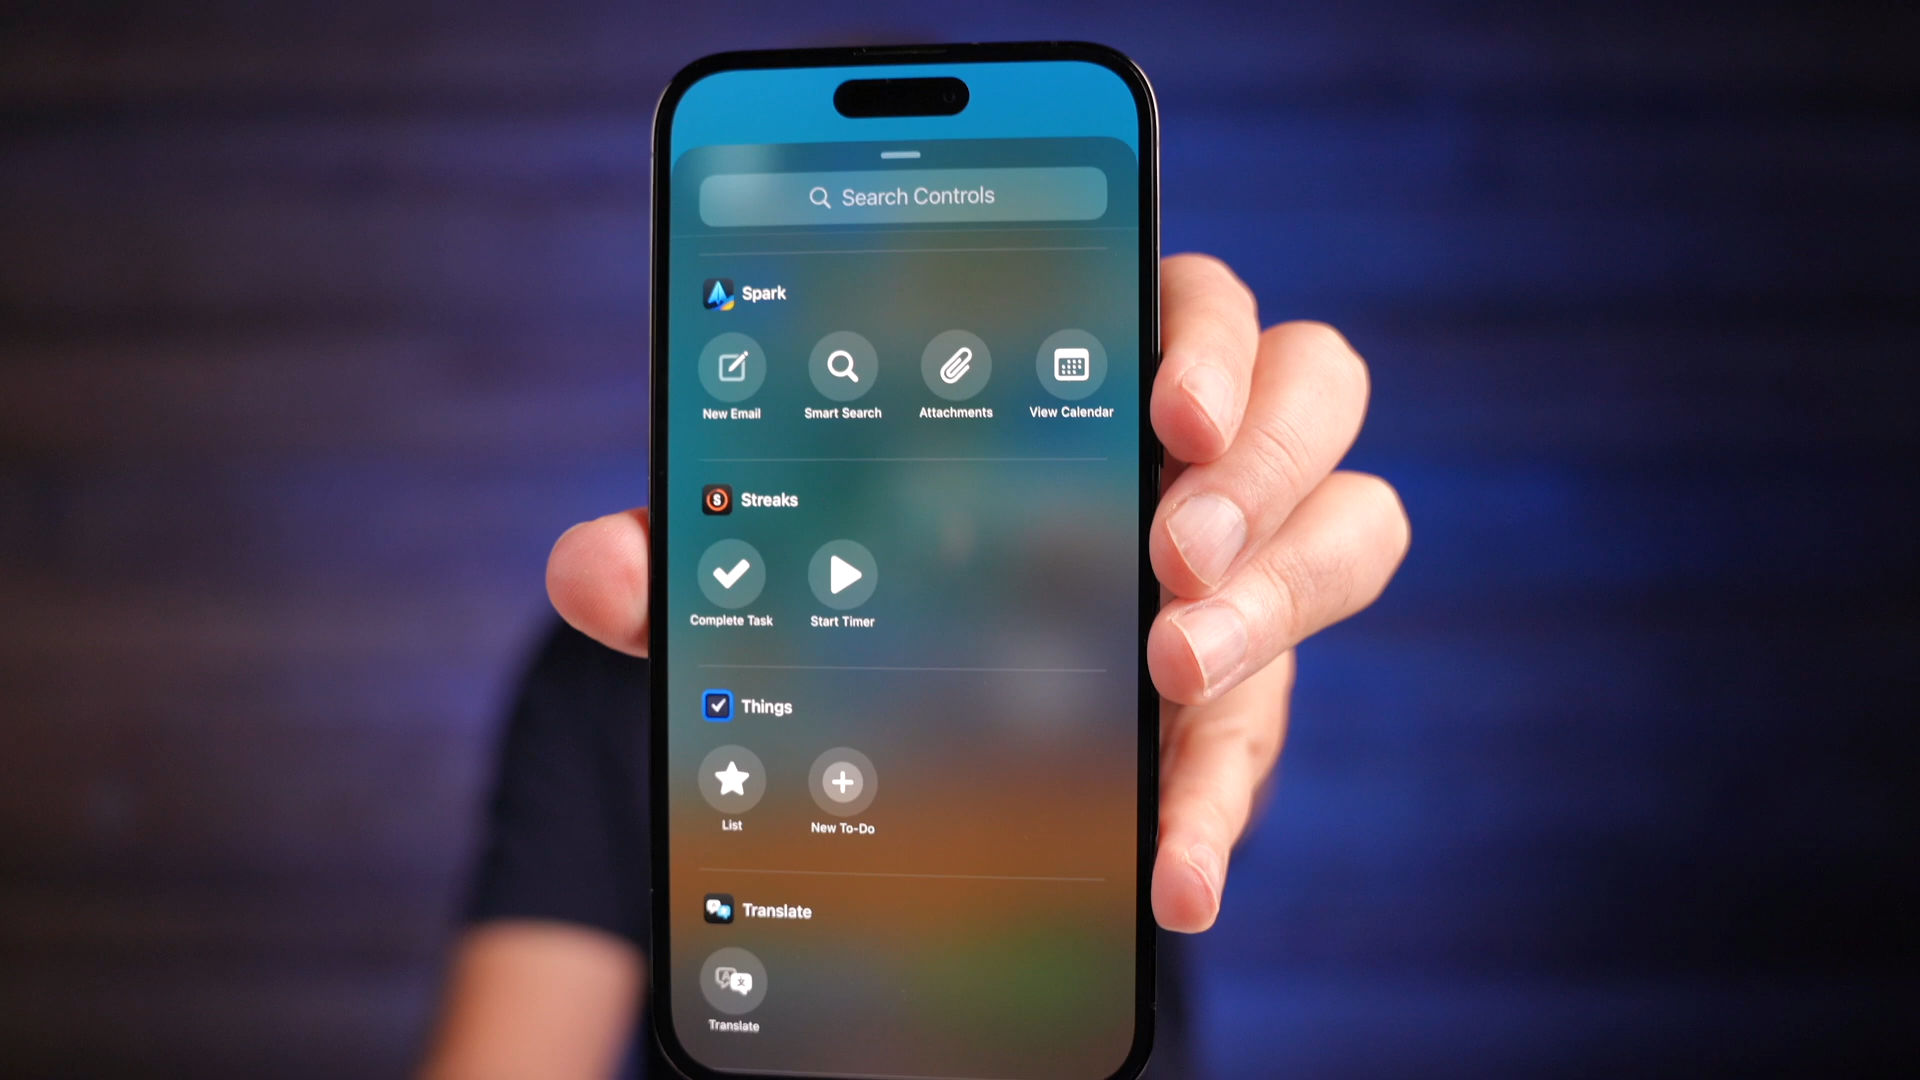 Search Controls
Spark
New Email
Smart Search
Attachments
View Calendar
Streaks
Complete Task
Start Timer
Things
List
New To-Do
Translate
Translate